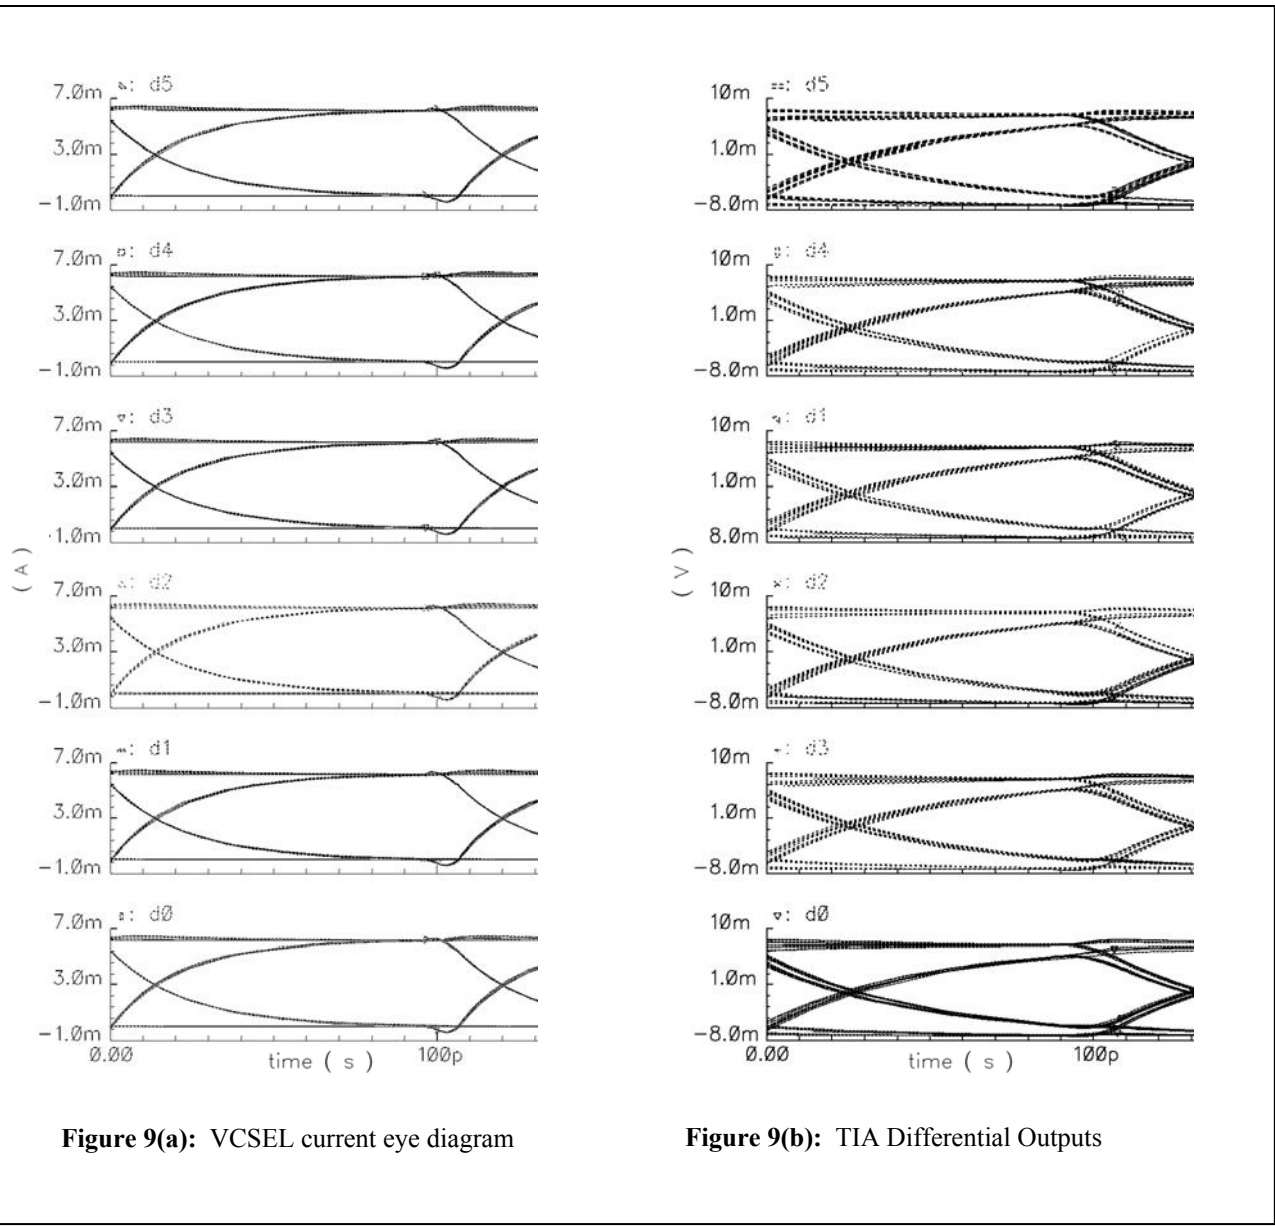 d5
7.0m
3.0m
-1.0m
d4
7.0m
3.0m
-1.0m
d3
7.0m
3.0m
1.0m
( A )
d2
7.0m
3.0m
-1.0m
d1
7.0m
3.0m
-1.0m
d0
7.0m
3.0m
-1.0m
0.00
100p
time ( s )
Figure 9(a): VCSEL current eye diagram
d5
10m
1.0m
-8.0m
d4
10m
1.0m
-8.0m
d1
10m
1.0m
8.0m
( V )
d2
10m
1.0m
-8.0m
d3
10m
1.0m
-8.0m
d0
10m
1.0m
-8.0m
0.00
100p
time ( s )
Figure 9(b): TIA Differential Outputs